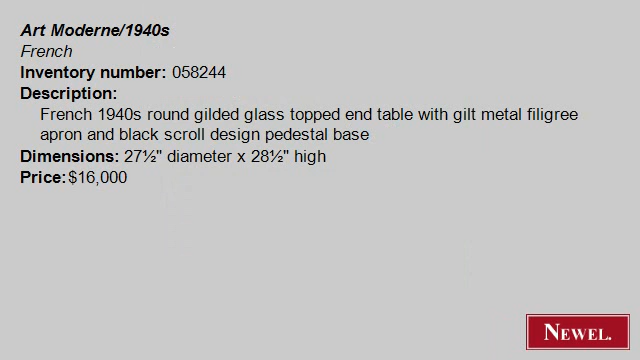 Art Moderne/1940s
French
Inventory number: 058244
Description:
French 1940s round gilded glass topped end table with gilt metal filigree
apron and black scroll design pedestal base
Dimensions: 27½" diameter x 28½" high
Price:$16,000
NEWEL.